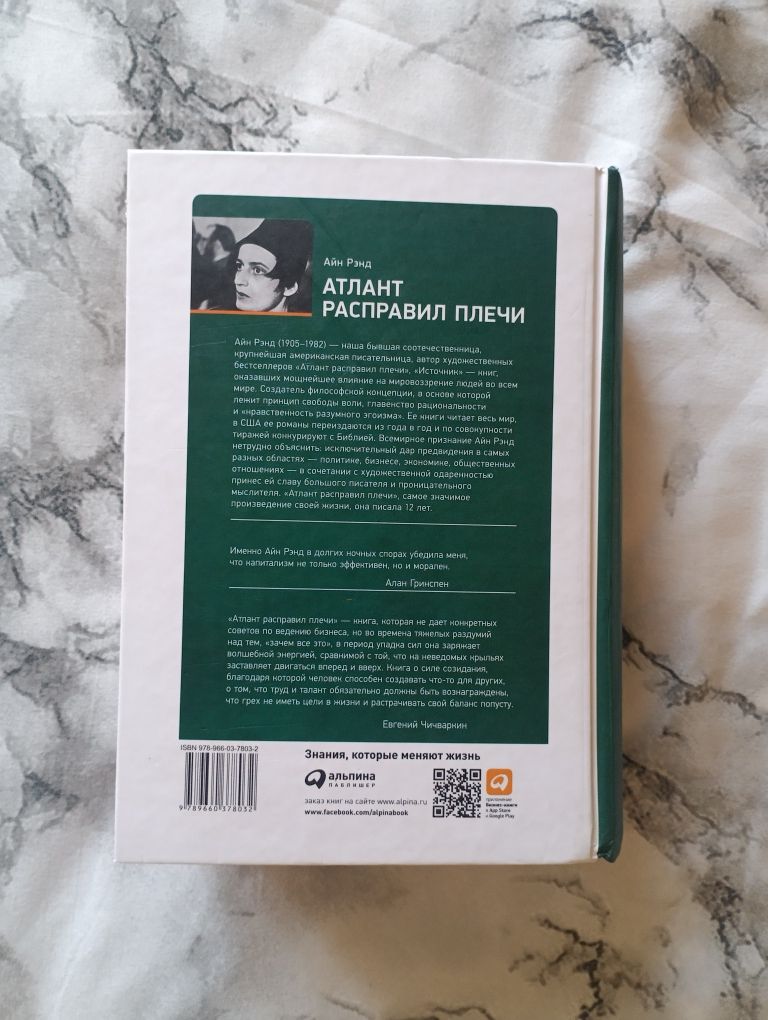 Айн Рэнд
АТЛАНТ
РАСПРАВИЛ ПЛЕЧИ
Айн Рэнд (1905–1982) — наша бывшая соотечественница,
крупнейшая американская писательница, автор художественных
бестселлеров «Атлант расправил плечи», «Источник» — книг,
оказавших мощнейшее влияние на мировоззрение людей во всем
мире. Создатель философской концепции, в основе которой
лежит принцип свободы воли, главенство рациональности
и «нравственность разумного эгоизма». Ее книги читает весь мир,
в США ее романы переиздаются из года в год и по совокупности
тиражей конкурируют с Библией. Всемирное признание Айн Рэнд
нетрудно объяснить: исключительный дар предвидения в самых
разных областях — политике, бизнесе, экономике, общественных
отношениях — в сочетании с художественной одаренностью
принес ей славу большого писателя и проницательного
мыслителя. «Атлант расправил плечи», самое значимое
произведение своей жизни, она писала 12 лет.
Именно Айн Рэнд в долгих ночных спорах убедила меня,
что капитализм не только эффективен, но и морален.
Алан Гринспен
«Атлант расправил плечи» — книга, которая не дает конкретных
советов по ведению бизнеса, но во времена тяжелых раздумий
над тем, «зачем все это», в период упадка сил она заряжает
волшебной энергией, сравнимой с той, что на неведомых крыльях
заставляет двигаться вперед и вверх. Книга о силе созидания,
благодаря которой человек способен создавать что-то для других,
о том, что труд и талант обязательно должны быть вознаграждены,
что грех не иметь цели в жизни и растрачивать свой баланс попусту.
Евгений Чичваркин
ISBN 978-966-03-7803-2
9 789660 378032
Знания, которые меняют жизнь
альпина
ПАБЛИШЕР
заказ книг на сайте www.alpina.ru
www.facebook.com/alpinabook
приложение
Бизнес-книги
в App Store
и Google Play